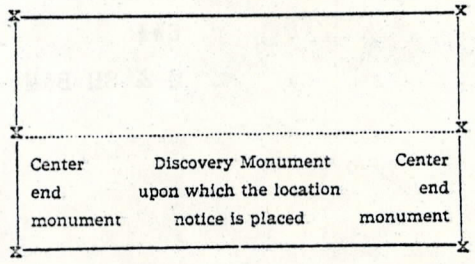 X X
X X
Center Discovery Monument Center
end upon which the location end
monument notice is placed monument
X X